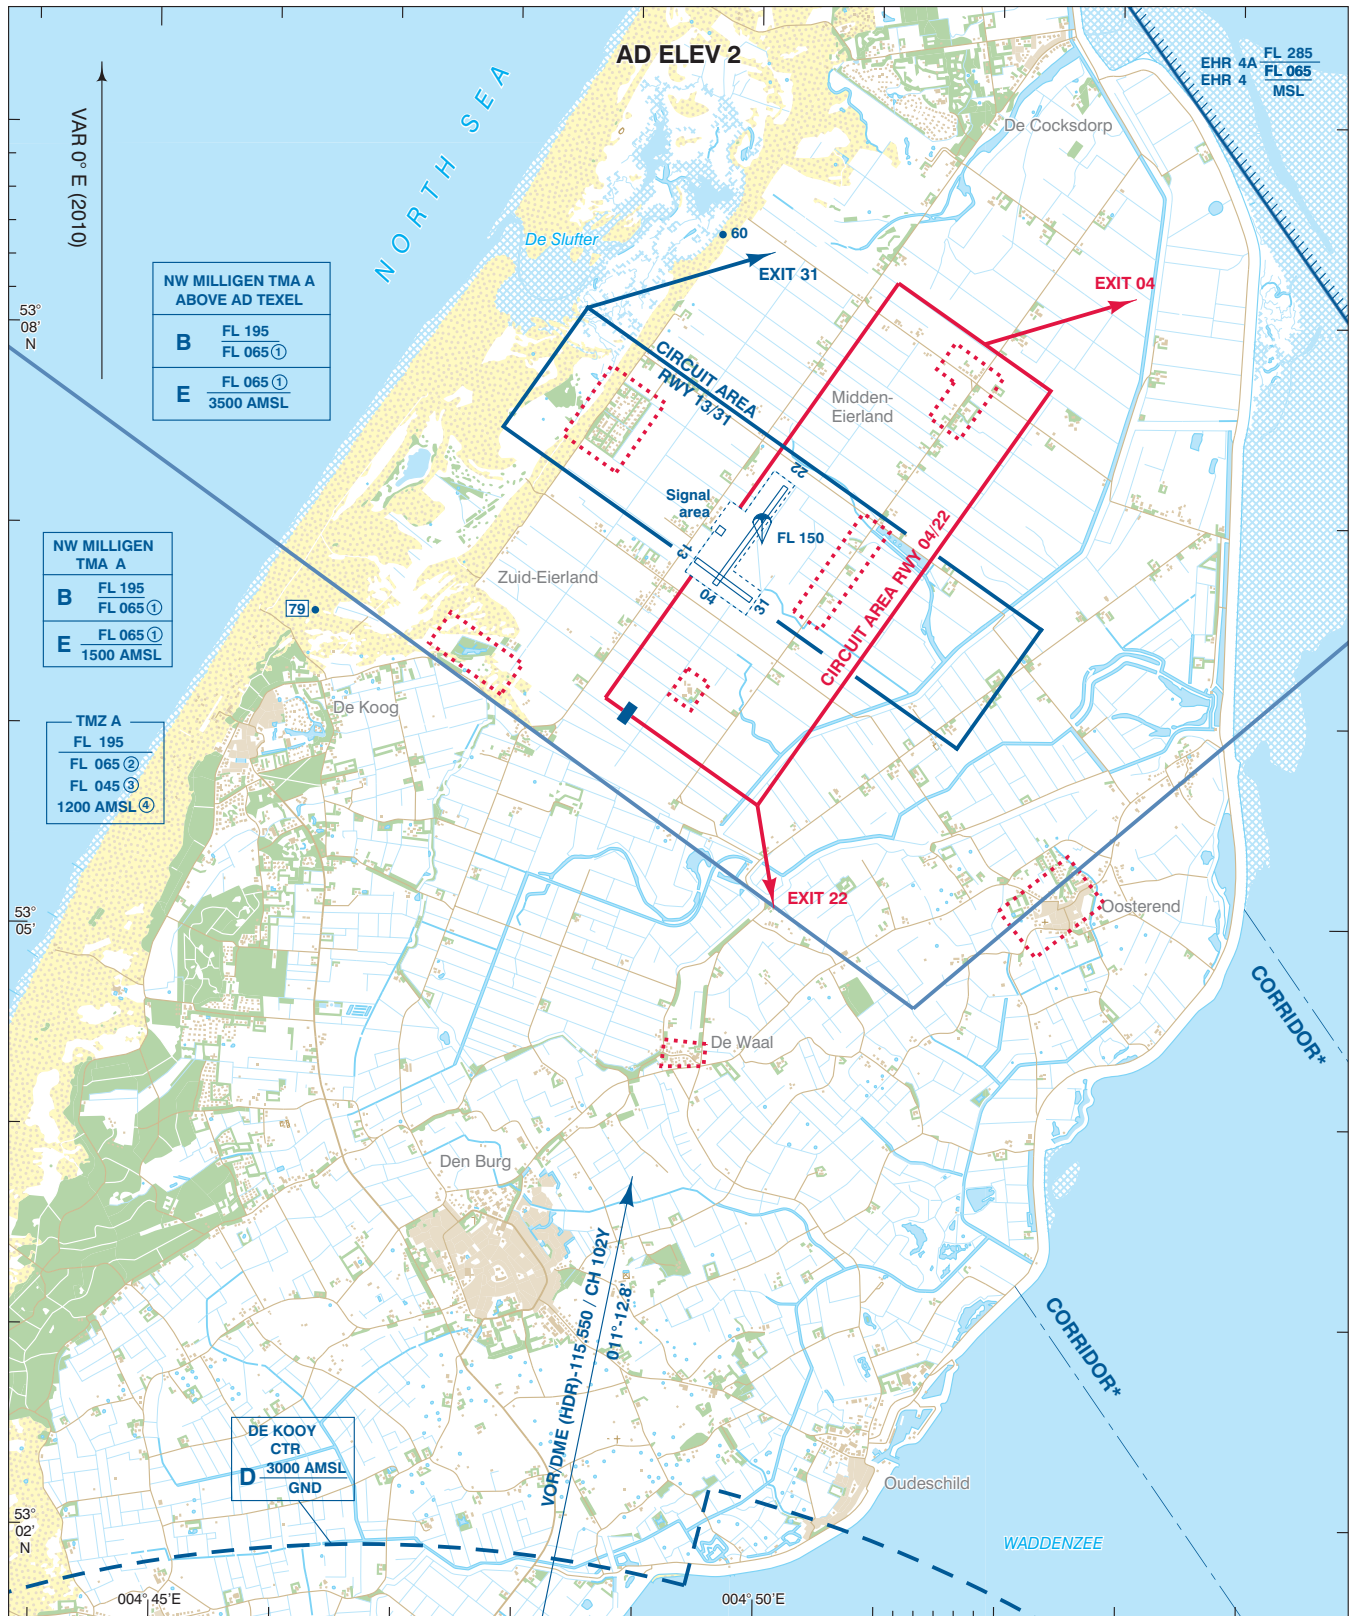 AD ELEV 2
EHR 4A FL 285
FL 065
EHR 4 FL 065
MSL
De Cocksdorp
VAR 0° E (2010)
NORTH SEA
De Slufter
60
EXIT 31
EXIT 04
NW MILLIGEN TMA A
ABOVE AD TEXEL
B FL 195
FL 065 ①
E FL 065 ①
3500 AMSL
53°
08'
N
CIRCUIT AREA
RWY 13/31
Midden-
Eierland
22
Signal
area
FL 150
13
04
31
Zuid-Eierland
CIRCUIT AREA RWY 04/22
NW MILLIGEN
TMA A
B FL 195
FL 065 ①
E FL 065 ①
1500 AMSL
79
De Koog
TMZ A
FL 195
FL 065 ②
FL 045 ③
1200 AMSL ④
EXIT 22
53°
05'
Oosterend
CORRIDOR*
De Waal
Den Burg
VOR/DME (HDR)-115.550 / CH 102Y
011°-12.8'
CORRIDOR*
DE KOOY
CTR
D 3000 AMSL
GND
Oudeschild
53°
02'
N
WADDENZEE
004° 45'E
004° 50'E